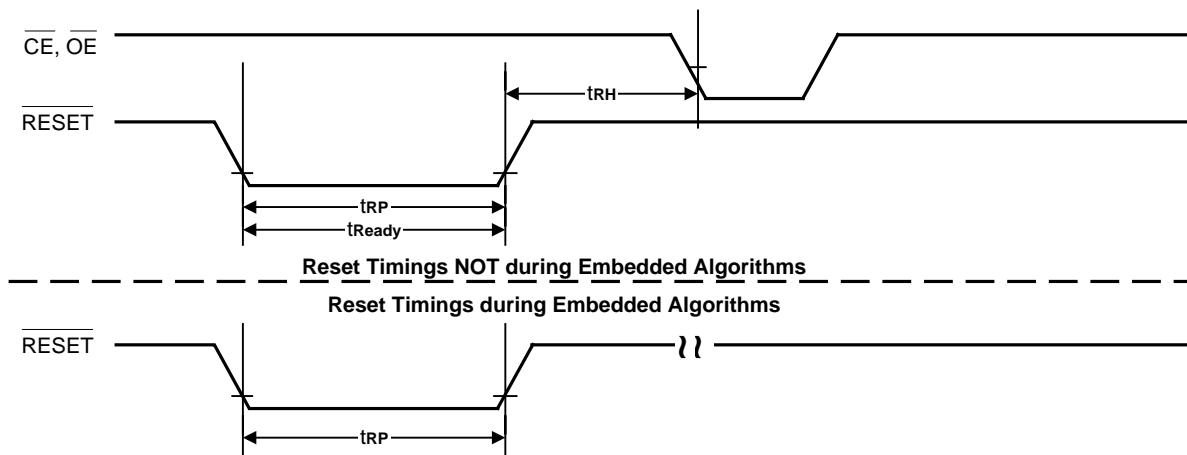 CE, OE
tRH
RESET
tRP
tReady
Reset Timings NOT during Embedded Algorithms
Reset Timings during Embedded Algorithms
RESET
tRP